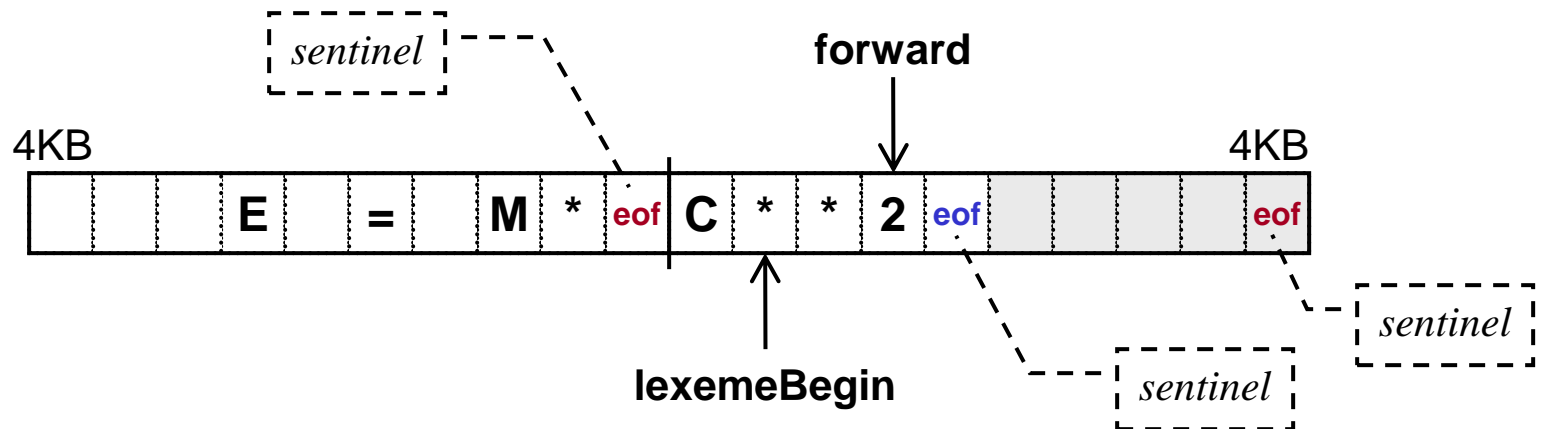 sentinel
forward
4KB 4KB
E = M * eof C * * 2 eof eof
sentinel
lexemeBegin
sentinel